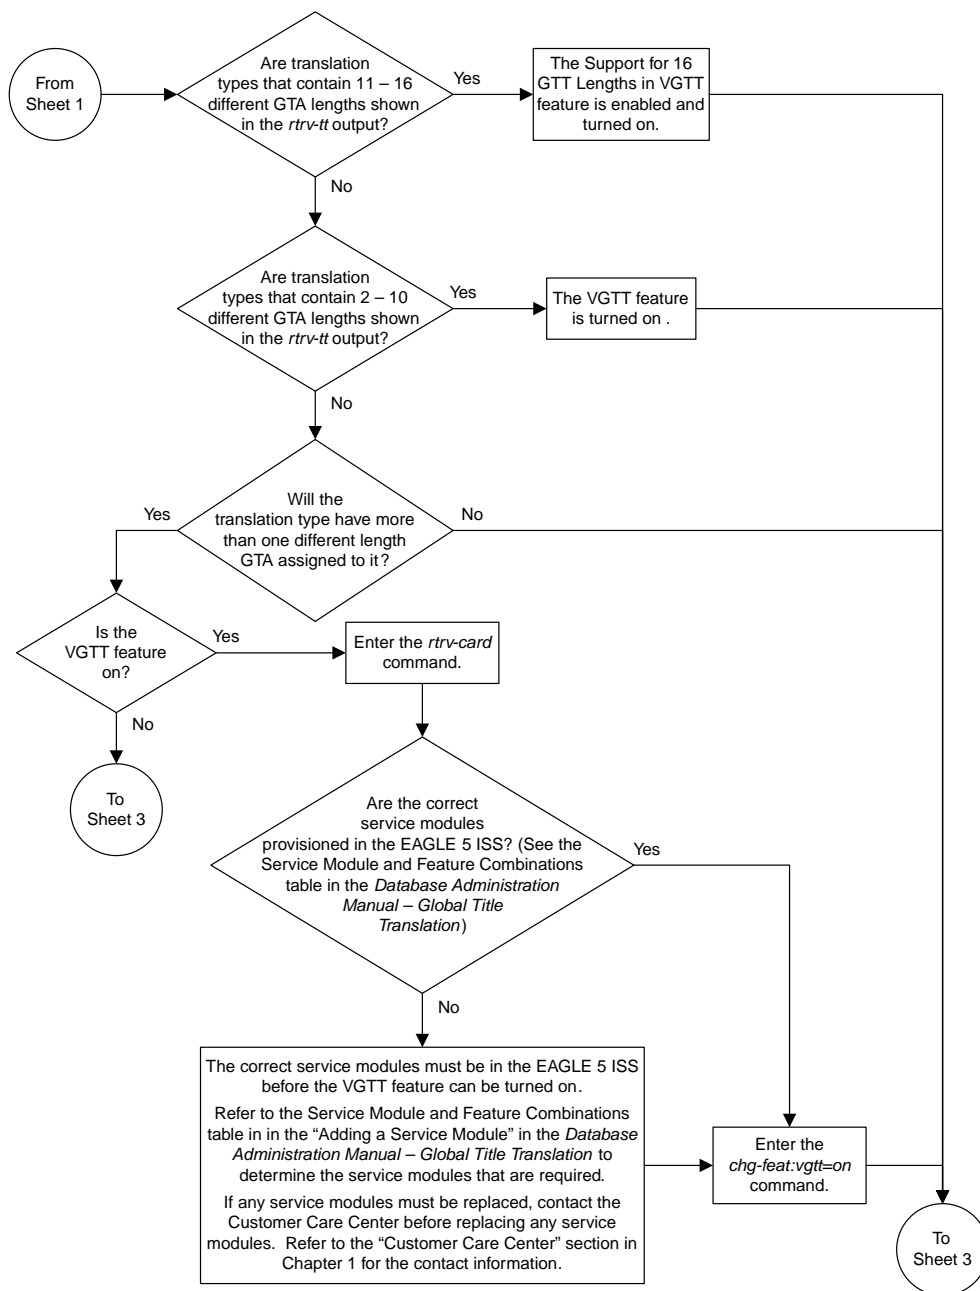 From
Sheet 1
Are translation
types that contain 11 – 16
different GTA lengths shown
in the rtrv-tt output?
Yes
The Support for 16
GTT Lengths in VGTT
feature is enabled and
turned on.
No
Are translation
types that contain 2 – 10
different GTA lengths shown
in the rtrv-tt output?
Yes
The VGTT feature
is turned on .
No
Will the
translation type have more
than one different length
GTA assigned to it?
Yes
No
Is the
VGTT feature
on?
Yes
Enter the rtrv-card
command.
No
To
Sheet 3
Are the correct
service modules
provisioned in the EAGLE 5 ISS? (See the
Service Module and Feature Combinations
table in the Database Administration
Manual – Global Title
Translation)
Yes
No
The correct service modules must be in the EAGLE 5 ISS
before the VGTT feature can be turned on.
Refer to the Service Module and Feature Combinations
table in in the “Adding a Service Module” in the Database
Administration Manual – Global Title Translation to
determine the service modules that are required.
If any service modules must be replaced, contact the
Customer Care Center before replacing any service
modules. Refer to the “Customer Care Center” section in
Chapter 1 for the contact information.
Enter the
chg-feat:vgtt=on
command.
To
Sheet 3